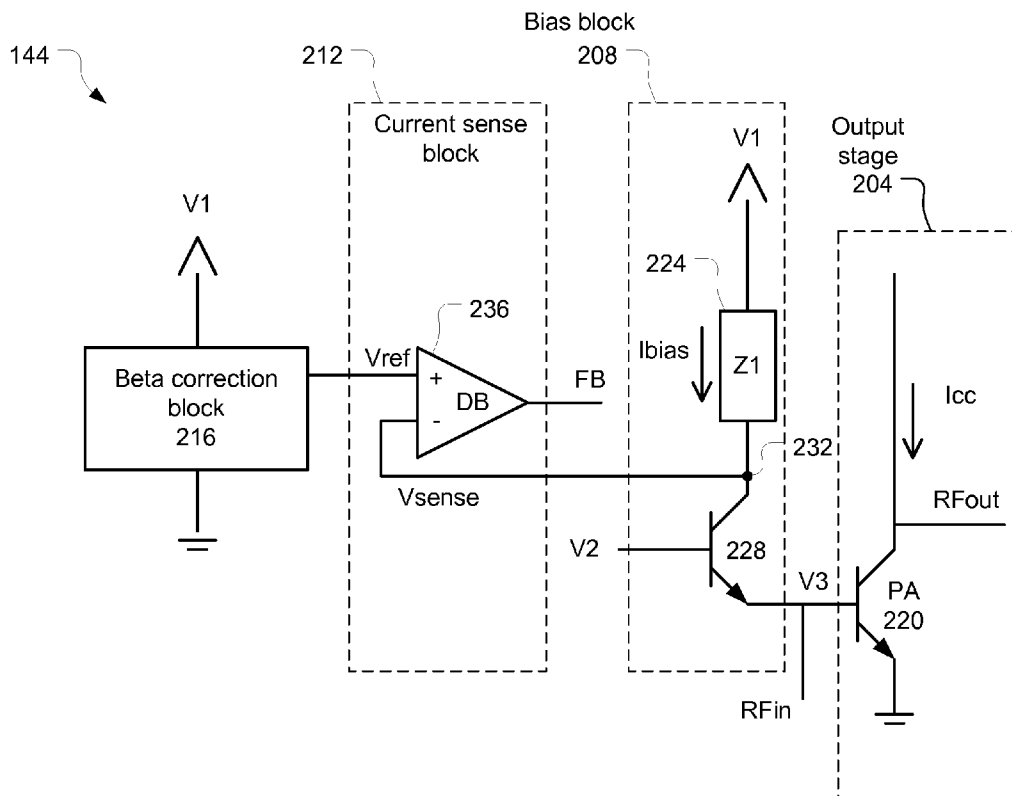 Bias block
144
212
208
Current sense
block
V1
Output
stage
204
V1
224
236
Vref
+
Ibias
Z1
Beta correction
block
216
DB
FB
Icc
-
232
Vsense
RFout
V2
228
V3
PA
220
RFin